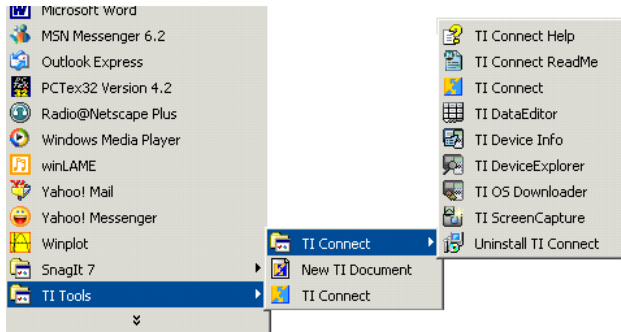 Microsoft Word
MSN Messenger 6.2
Outlook Express
PCTex32 Version 4.2
Radio@Netscape Plus
Windows Media Player
winLAME
Yahoo! Mail
Yahoo! Messenger
Winplot
SnagIt 7
TI Tools
TI Connect
New TI Document
TI Connect
TI Connect Help
TI Connect ReadMe
TI Connect
TI DataEditor
TI Device Info
TI DeviceExplorer
TI OS Downloader
TI ScreenCapture
Uninstall TI Connect